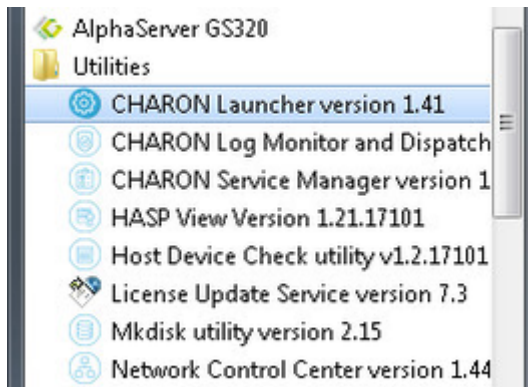 AlphaServer GS320
Utilities
CHARON Launcher version 1.41
CHARON Log Monitor and Dispatch
CHARON Service Manager version 1
HASP View Version 1.21.17101
Host Device Check utility v1.2.17101
License Update Service version 7.3
Mkdisk utility version 2.15
Network Control Center version 1.44